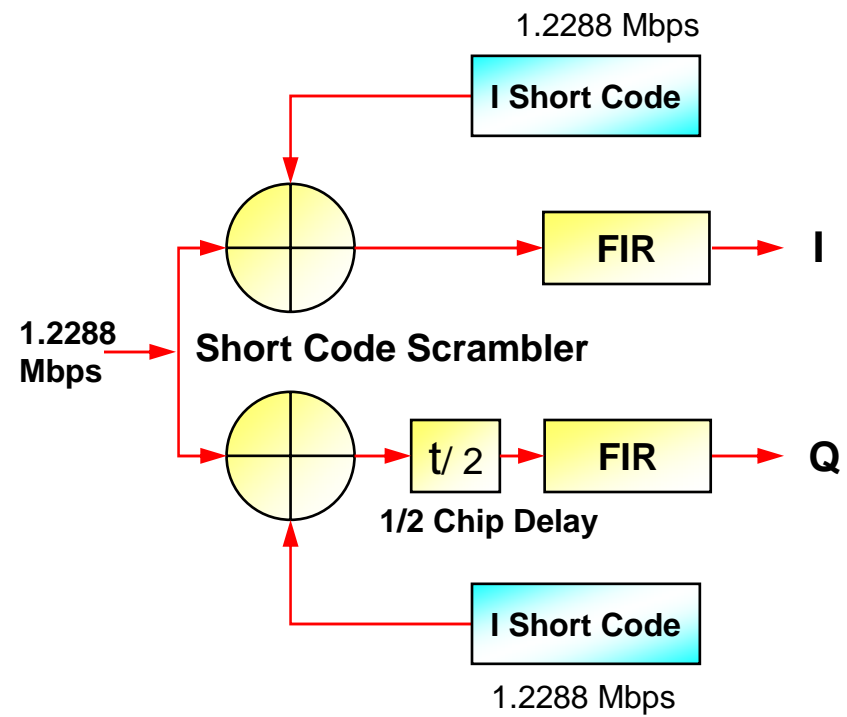 1.2288 Mbps
I Short Code
FIR
I
1.2288
Mbps
Short Code Scrambler
t/ 2
FIR
Q
1/2 Chip Delay
I Short Code
1.2288 Mbps